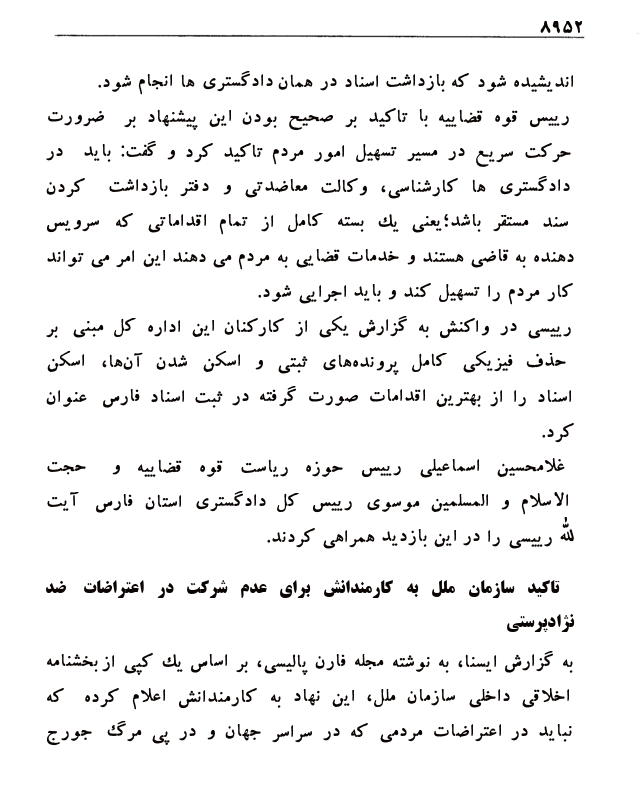 ۸۹۵۲
اندیشیده شود که بازداشت اسناد در همان دادگستری ها انجام شود.
رییس قوه قضاییه با تاکید بر صحیح بودن این پیشنهاد بر ضرورت
حرکت سریع در مسیر تسهیل امور مردم تاکید کرد و گفت: باید در
دادگستری ها کارشناسی، وکالت معاضدتی و دفتر بازداشت کردن
سند مستقر باشد؛یعنی یك بسته کامل از تمام اقداماتی که سرویس
دهنده به قاضی هستند و خدمات قضایی به مردم می دهند این امر می تواند
کار مردم را تسهیل کند و باید اجرایی شود.
رییسی در واکنش به گزارش یکی از کارکنان این اداره کل مبنی بر
حذف فیزیکی کامل پرونده‌های ثبتی و اسکن شدن آن‌ها، اسکن
اسناد را از بهترین اقدامات صورت گرفته در ثبت اسناد فارس عنوان
کرد.
غلامحسین اسماعیلی رییس حوزه ریاست قوه قضاییه و حجت
الاسلام و المسلمین موسوی رییس کل دادگستری استان فارس آیت
لله رییسی را در این بازدید همراهی کردند.
تاکید سازمان ملل به کارمندانش برای عدم شرکت در اعتراضات ضد
نژادپرستی
به گزارش ایسنا، به نوشته مجله فارن پالیسی، بر اساس یك کپی از بخشنامه
اخلاقی داخلی سازمان ملل، این نهاد به کارمندانش اعلام کرده که
نباید در اعتراضات مردمی که در سراسر جهان و در پی مرگ جورج